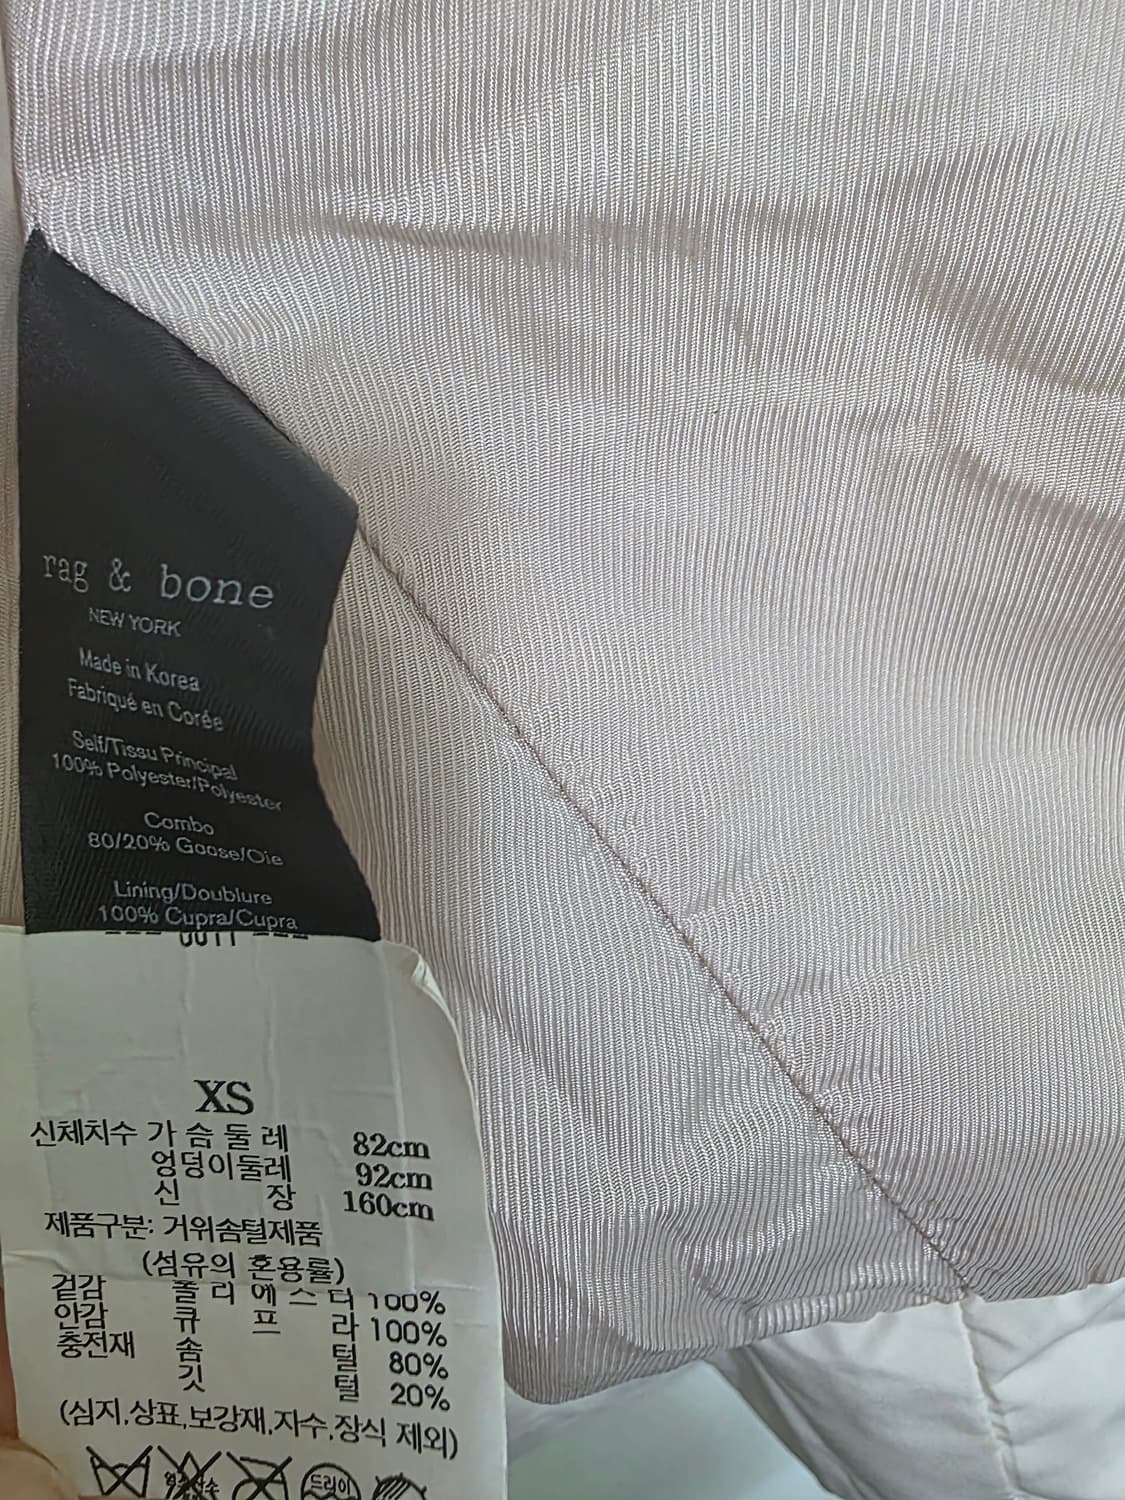 rag & bone
NEW YORK
Made in Korea
Fabriqué en Corée
Self/Tissu Principal
100% Polyester/Polyester
Combo
80/20% Goose/Oie
Lining/Doublure
100% Cupra/Cupra
XS
신체치수 가슴둘레 82cm
엉덩이둘레 92cm
신 장 160cm
제품구분: 거위솜털제품
(섬유의 혼용률)
겉감 폴리에스터 100%
안감 큐 프 라 100%
충전재 솜 털 80%
깃 털 20%
(심지,상표,보강재,자수,장식 제외)
드라이